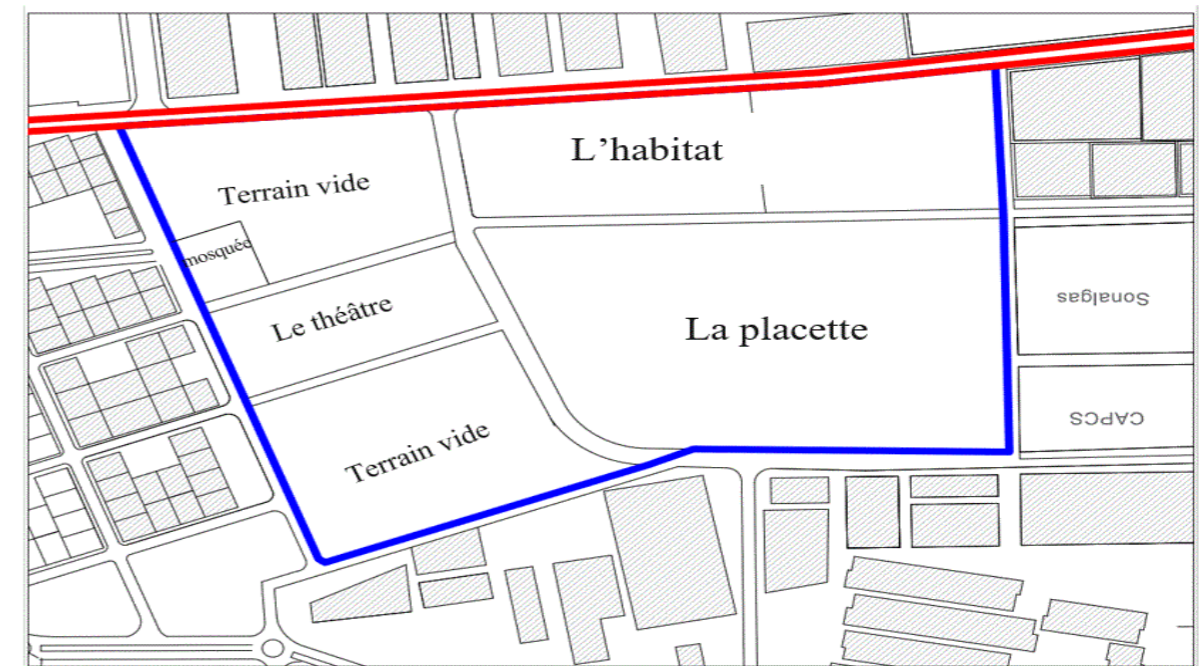 L'habitat
Terrain vide
mosquée
Le théâtre
La placette
Sonalgas
Terrain vide
CAPCS